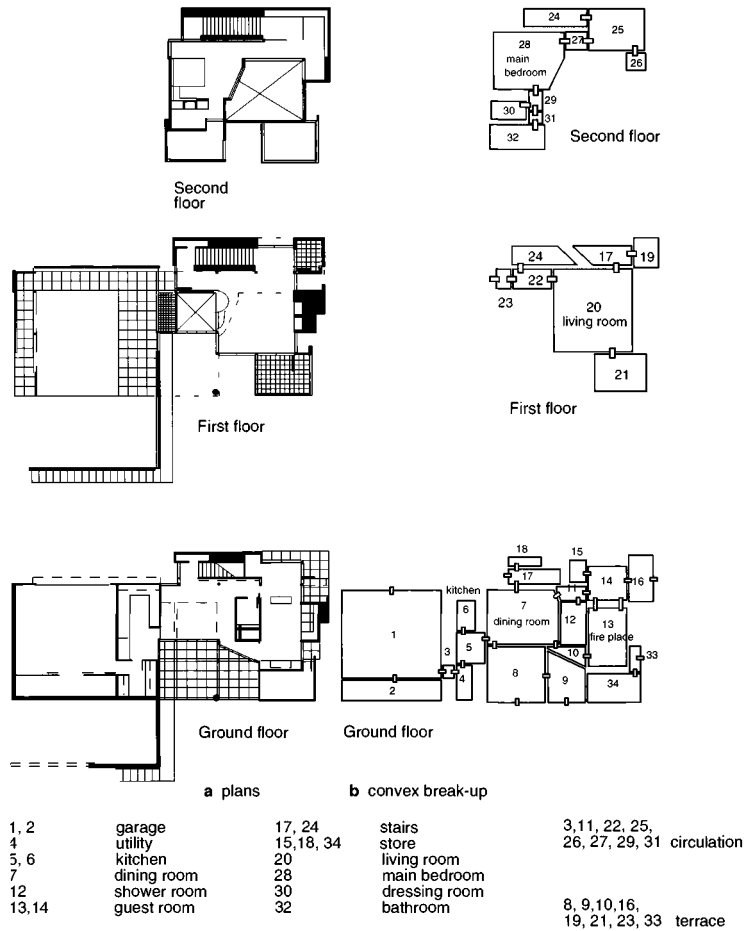 24
25
28
27
main
bedroom
26
29
30
31
32
Second floor
Second
floor
24
17
19
22
23
20
living room
21
First floor
First floor
18
15
17
14
16
kitchen
6
7
dining room
12
13
fire place
1
5
3
10
33
8
9
4
34
2
Ground floor
Ground floor
a plans
b convex break-up
1, 2 garage 17, 24 stairs 3,11, 22, 25,
4 utility 15,18, 34 store 26, 27, 29, 31 circulation
5, 6 kitchen 20 living room
7 dining room 28 main bedroom
12 shower room 30 dressing room
13,14 guest room 32 bathroom 8, 9,10,16,
19, 21, 23, 33 terrace